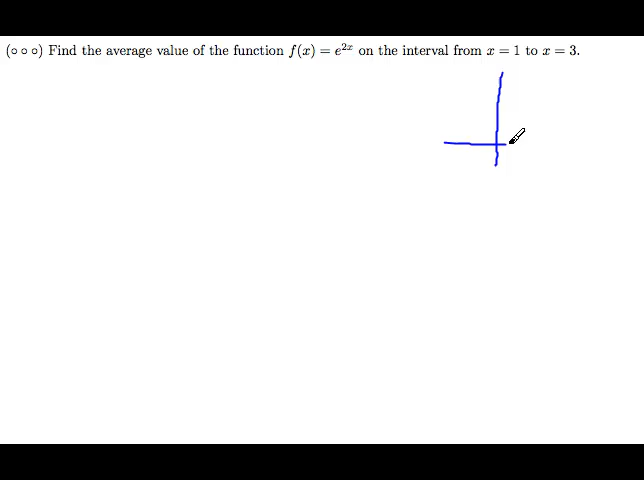 (∘ ∘ ∘) Find the average value of the function f(x) = e^{2x} on the interval from x = 1 to x = 3.